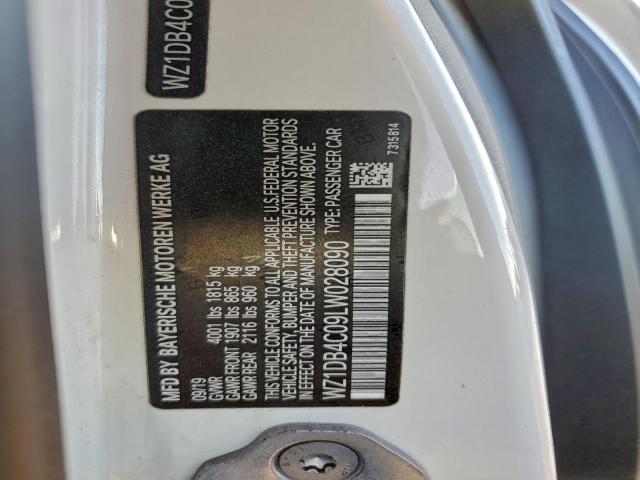 WZ1DB4C0
MFD BY BAYERISCHE MOTOREN WERKE AG
09/19
GVWR 4001 lbs 1815 kg
GAWR FRONT 1907 lbs 865 kg
GAWR REAR 2116 lbs 960 kg
THIS VEHICLE CONFORMS TO ALL APPLICABLE U.S. FEDERAL MOTOR
VEHICLE SAFETY, BUMPER AND THEFT PREVENTION STANDARDS
IN EFFECT ON THE DATE OF MANUFACTURE SHOWN ABOVE.
WZ1DB4C09LW028090 TYPE: PASSENGER CAR
7315814